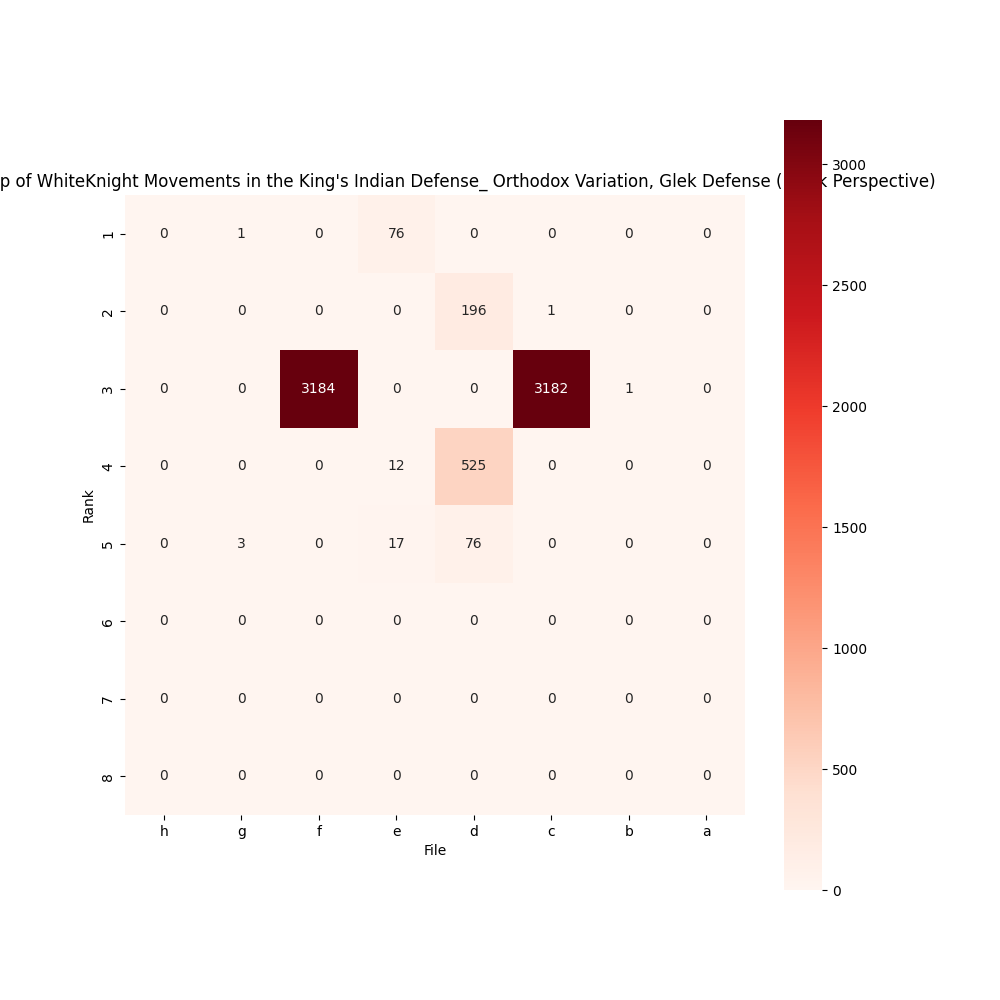 p of WhiteKnight Movements in the King's Indian Defense_ Orthodox Variation, Glek Defense ( k Perspective)
3000
2500
2000
1500
1000
500
0
Rank
1 0 1 0 76 0 0 0 0
2 0 0 0 0 196 1 0 0
3 0 0 3184 0 0 3182 1 0
4 0 0 0 12 525 0 0 0
5 0 3 0 17 76 0 0 0
6 0 0 0 0 0 0 0 0
7 0 0 0 0 0 0 0 0
8 0 0 0 0 0 0 0 0
h g f e d c b a
File